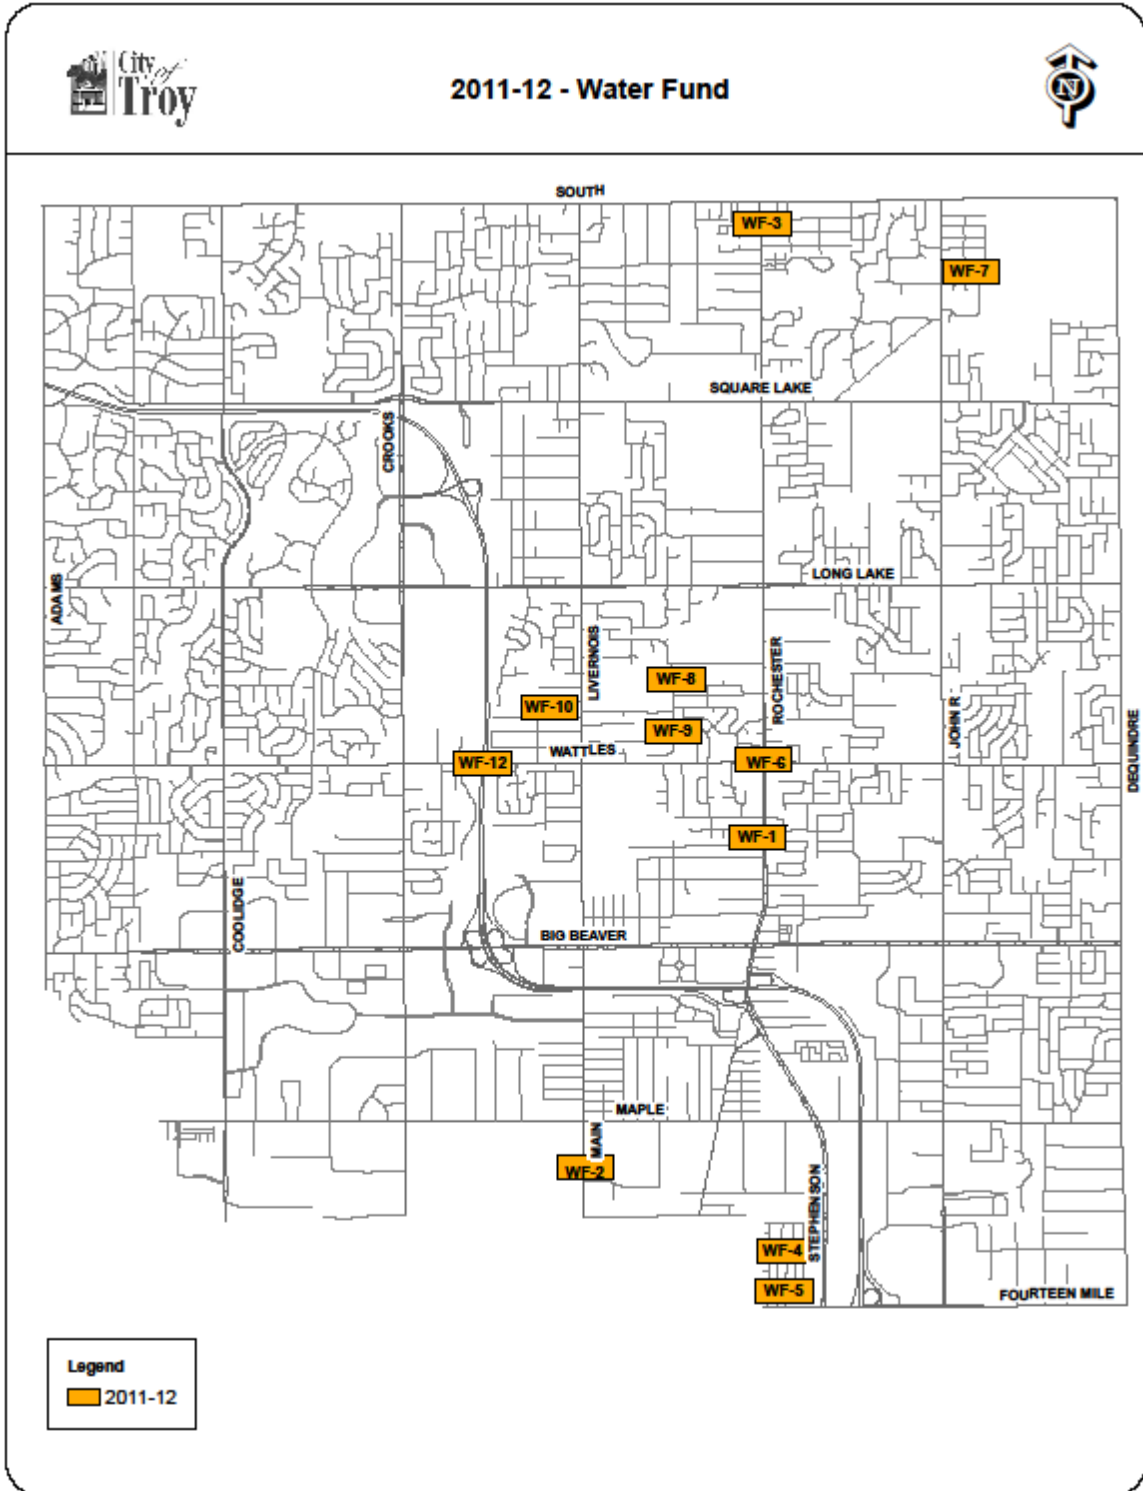 City of
Troy
2011-12 - Water Fund
N
SOUTH
WF-3
WF-7
SQUARE LAKE
CROOKS
LONG LAKE
ADAMS
LIVERNOIS
ROCHESTER
WF-8
WF-10
JOHN R
DEQUINDRE
WF-9
WATTLES
WF-12
WF-6
WF-1
COOLIDGE
BIG BEAVER
MAPLE
MAIN
WF-2
STEPHENSON
WF-4
WF-5
FOURTEEN MILE
Legend
2011-12